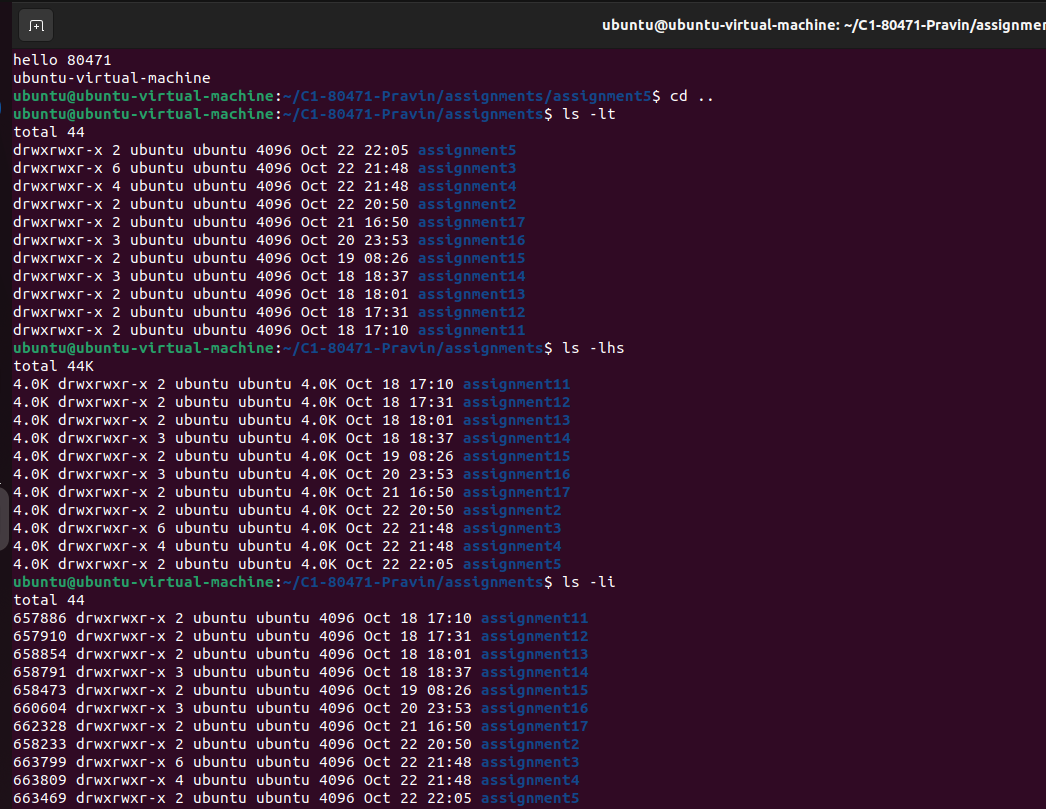 ubuntu@ubuntu-virtual-machine: ~/C1-80471-Pravin/assignmen
hello 80471
ubuntu-virtual-machine
ubuntu@ubuntu-virtual-machine:~/C1-80471-Pravin/assignments/assignment5$ cd ..
ubuntu@ubuntu-virtual-machine:~/C1-80471-Pravin/assignments$ ls -lt
total 44
drwxrwxr-x 2 ubuntu ubuntu 4096 Oct 22 22:05 assignment5
drwxrwxr-x 6 ubuntu ubuntu 4096 Oct 22 21:48 assignment3
drwxrwxr-x 4 ubuntu ubuntu 4096 Oct 22 21:48 assignment4
drwxrwxr-x 2 ubuntu ubuntu 4096 Oct 22 20:50 assignment2
drwxrwxr-x 2 ubuntu ubuntu 4096 Oct 21 16:50 assignment17
drwxrwxr-x 3 ubuntu ubuntu 4096 Oct 20 23:53 assignment16
drwxrwxr-x 2 ubuntu ubuntu 4096 Oct 19 08:26 assignment15
drwxrwxr-x 3 ubuntu ubuntu 4096 Oct 18 18:37 assignment14
drwxrwxr-x 2 ubuntu ubuntu 4096 Oct 18 18:01 assignment13
drwxrwxr-x 2 ubuntu ubuntu 4096 Oct 18 17:31 assignment12
drwxrwxr-x 2 ubuntu ubuntu 4096 Oct 18 17:10 assignment11
ubuntu@ubuntu-virtual-machine:~/C1-80471-Pravin/assignments$ ls -lhs
total 44K
4.0K drwxrwxr-x 2 ubuntu ubuntu 4.0K Oct 18 17:10 assignment11
4.0K drwxrwxr-x 2 ubuntu ubuntu 4.0K Oct 18 17:31 assignment12
4.0K drwxrwxr-x 2 ubuntu ubuntu 4.0K Oct 18 18:01 assignment13
4.0K drwxrwxr-x 3 ubuntu ubuntu 4.0K Oct 18 18:37 assignment14
4.0K drwxrwxr-x 2 ubuntu ubuntu 4.0K Oct 19 08:26 assignment15
4.0K drwxrwxr-x 3 ubuntu ubuntu 4.0K Oct 20 23:53 assignment16
4.0K drwxrwxr-x 2 ubuntu ubuntu 4.0K Oct 21 16:50 assignment17
4.0K drwxrwxr-x 2 ubuntu ubuntu 4.0K Oct 22 20:50 assignment2
4.0K drwxrwxr-x 6 ubuntu ubuntu 4.0K Oct 22 21:48 assignment3
4.0K drwxrwxr-x 4 ubuntu ubuntu 4.0K Oct 22 21:48 assignment4
4.0K drwxrwxr-x 2 ubuntu ubuntu 4.0K Oct 22 22:05 assignment5
ubuntu@ubuntu-virtual-machine:~/C1-80471-Pravin/assignments$ ls -li
total 44
657886 drwxrwxr-x 2 ubuntu ubuntu 4096 Oct 18 17:10 assignment11
657910 drwxrwxr-x 2 ubuntu ubuntu 4096 Oct 18 17:31 assignment12
658854 drwxrwxr-x 2 ubuntu ubuntu 4096 Oct 18 18:01 assignment13
658791 drwxrwxr-x 3 ubuntu ubuntu 4096 Oct 18 18:37 assignment14
658473 drwxrwxr-x 2 ubuntu ubuntu 4096 Oct 19 08:26 assignment15
660604 drwxrwxr-x 3 ubuntu ubuntu 4096 Oct 20 23:53 assignment16
662328 drwxrwxr-x 2 ubuntu ubuntu 4096 Oct 21 16:50 assignment17
658233 drwxrwxr-x 2 ubuntu ubuntu 4096 Oct 22 20:50 assignment2
663799 drwxrwxr-x 6 ubuntu ubuntu 4096 Oct 22 21:48 assignment3
663809 drwxrwxr-x 4 ubuntu ubuntu 4096 Oct 22 21:48 assignment4
663469 drwxrwxr-x 2 ubuntu ubuntu 4096 Oct 22 22:05 assignment5